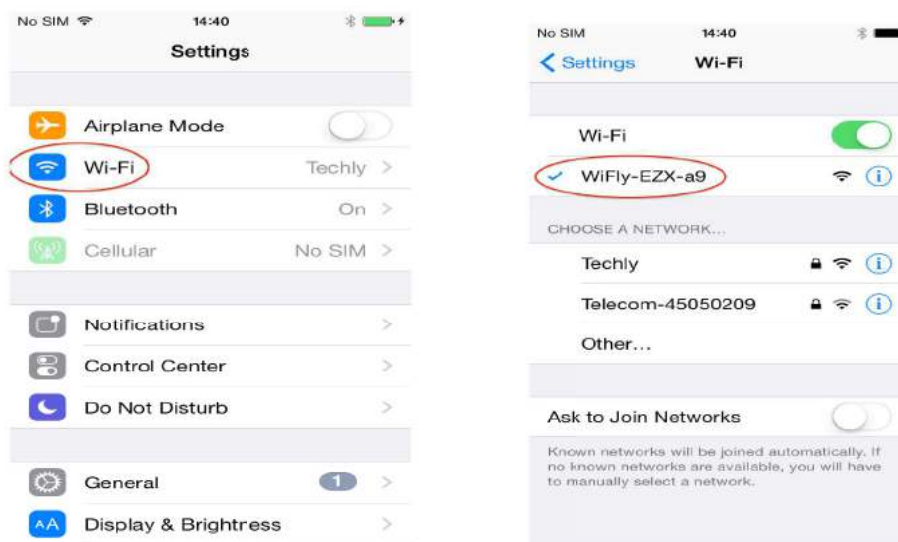 No SIM 14:40
Settings
Airplane Mode
Wi-Fi Techly
Bluetooth On
Cellular No SIM
Notifications
Control Center
Do Not Disturb
General 1
AA Display & Brightness
No SIM 14:40
Settings Wi-Fi
Wi-Fi
WiFly-EZX-a9
CHOOSE A NETWORK...
Techly
Telecom-45050209
Other...
Ask to Join Networks
Known networks will be joined automatically. If
no known networks are available, you will have
to manually select a network.